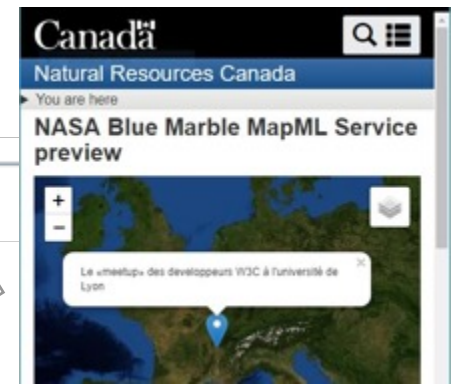 Canada
Natural Resources Canada
You are here
NASA Blue Marble MapML Service
preview
+
−
Le «meetup» des developpeurs W3C à l'université de
Lyon
×